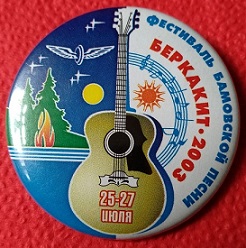 ФЕСТИВАЛЬ БАМОВСКОЙ ПЕСНИ
БЕРКАКИТ • 2003
25-27
ИЮЛЯ